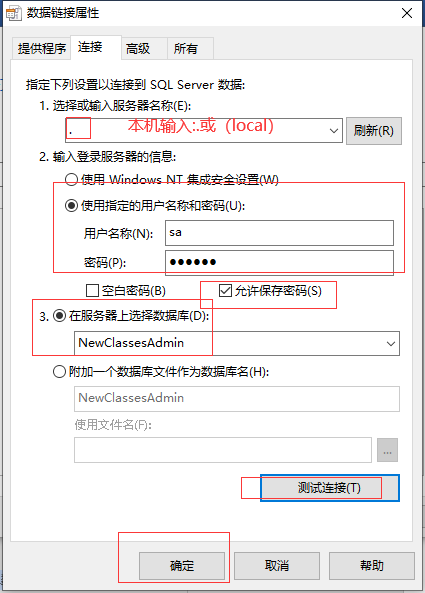 数据链接属性
提供程序 连接 高级 所有
指定下列设置以连接到 SQL Server 数据:
1. 选择或输入服务器名称(E):
. 本机输入:.或（local） 刷新(R)
2. 输入登录服务器的信息:
使用 Windows NT 集成安全设置(W)
使用指定的用户名称和密码(U):
用户名称(N): sa
密码(P): ●●●●●●
空白密码(B) 允许保存密码(S)
3. 在服务器上选择数据库(D):
NewClassesAdmin
附加一个数据库文件作为数据库名(H):
NewClassesAdmin
使用文件名(F):
...
测试连接(T)
确定 取消 帮助